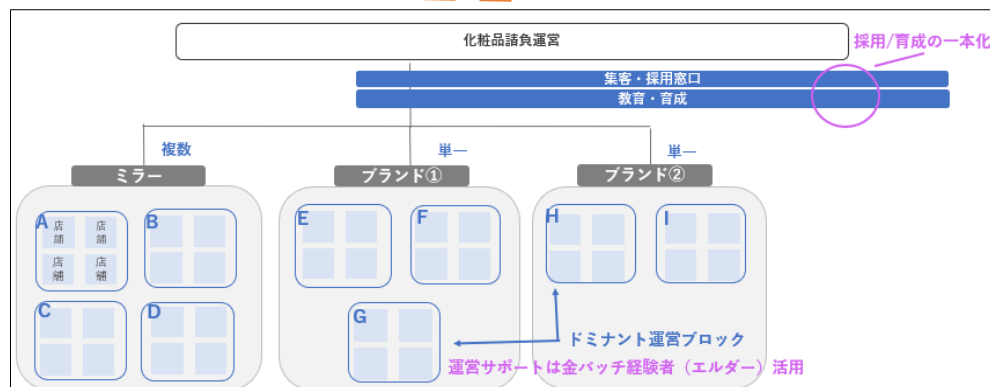 化粧品請負運営
採用/育成の一本化
集客・採用窓口
教育・育成
複数
単一
単一
ミラー
ブランド①
ブランド②
A
店舗
店舗
店舗
店舗
B
E
F
H
I
C
D
G
ドミナント運営ブロック
運営サポートは金バッチ経験者（エルダー）活用